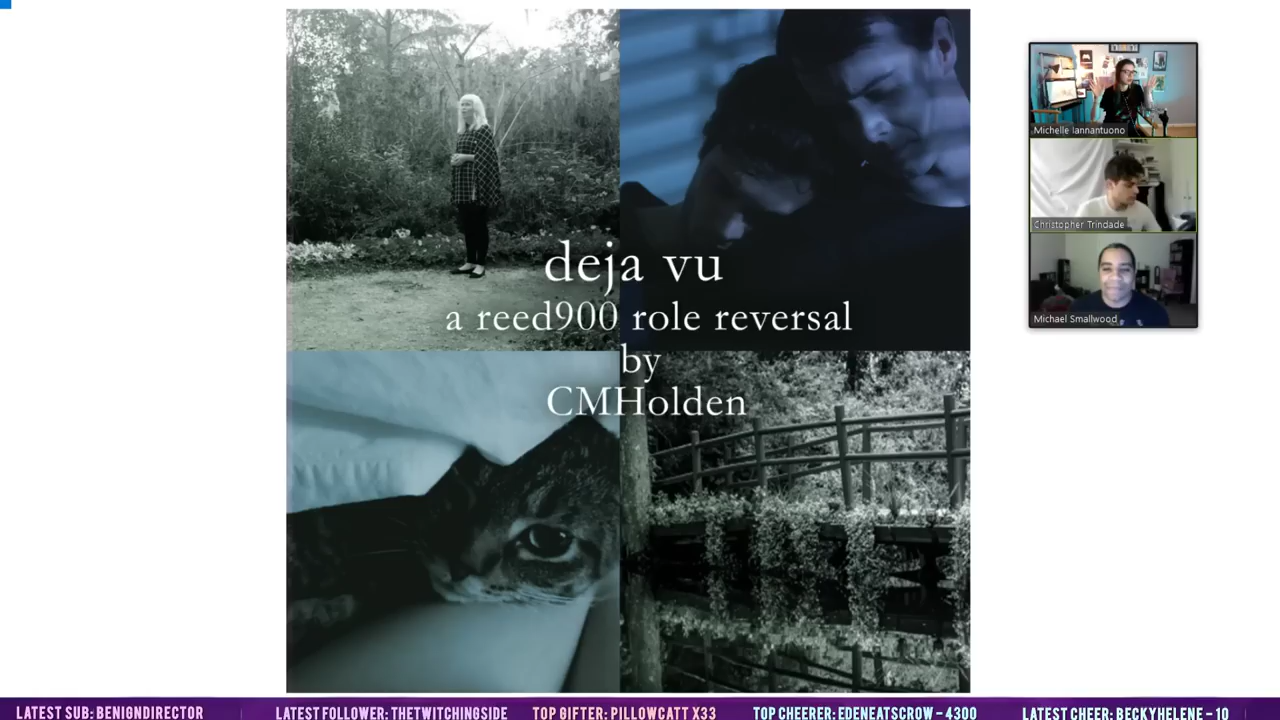 deja vu
a reed900 role reversal
by
CMHolden
Michelle Iannantuono
Christopher Trindade
Michael Smallwood
LATEST SUB: BENIGNDIRECTOR
LATEST FOLLOWER: THETWITCHINGSIDE
TOP GIFTER: PILLOWCATT X33
TOP CHEERER: EDENEATSCROW - 4300
LATEST CHEER: BECKYHELENE - 10